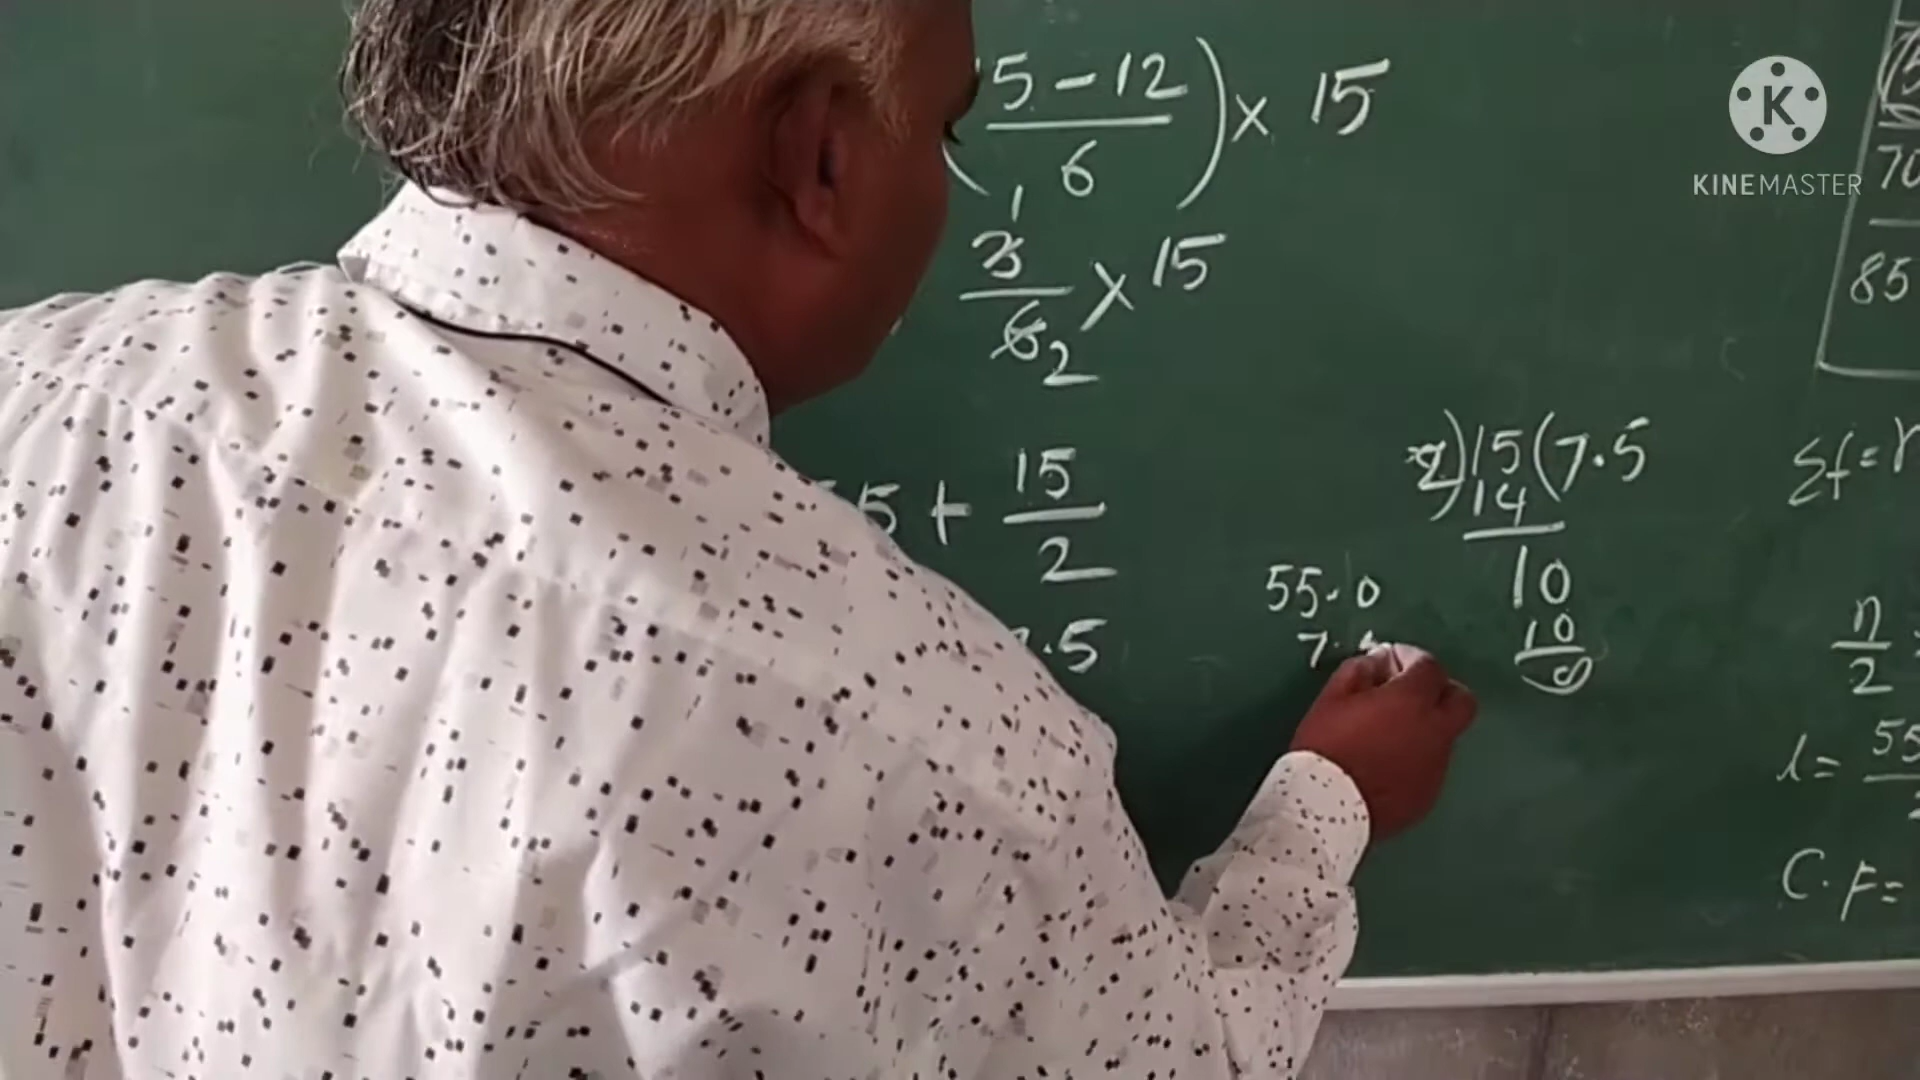 (5 - 12 / 6) × 15
1
3/6 × 15
2
5 + 15/2
.5
2)15(7.5
14
10
10
0
55.0
7.5
KINEMASTER
70
85
Σf = n
n/2 =
l = 55
C.F =